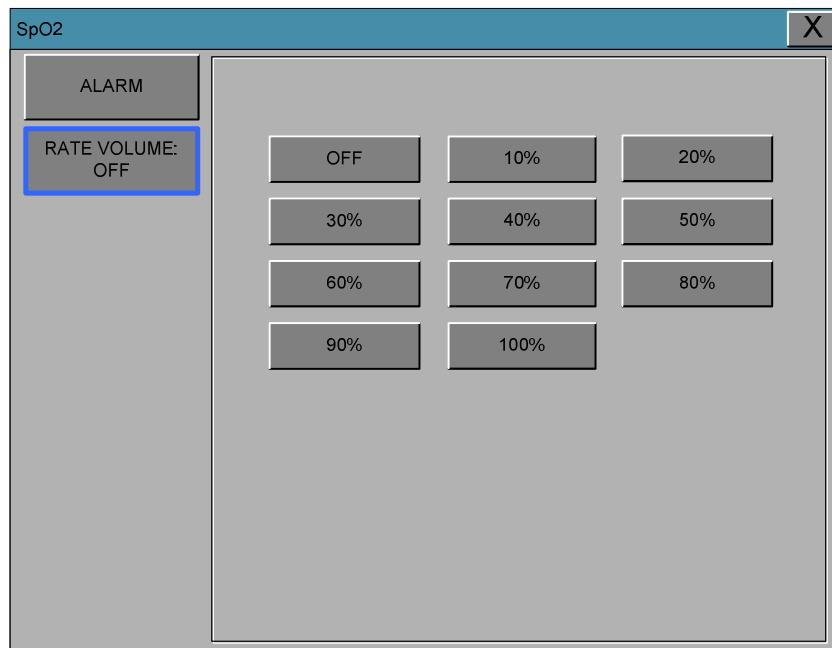 SpO2
X
ALARM
RATE VOLUME:
OFF
OFF 10% 20%
30% 40% 50%
60% 70% 80%
90% 100%